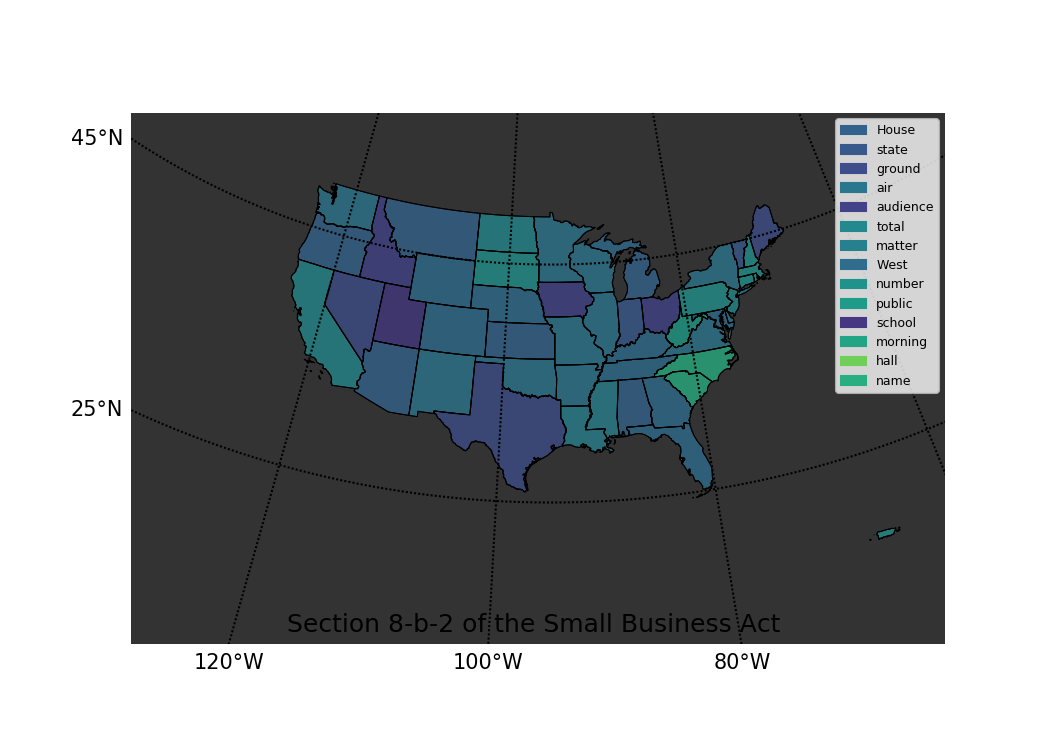 45°N
25°N
House
state
ground
air
audience
total
matter
West
number
public
school
morning
hall
name
Section 8-b-2 of the Small Business Act
120°W
100°W
80°W